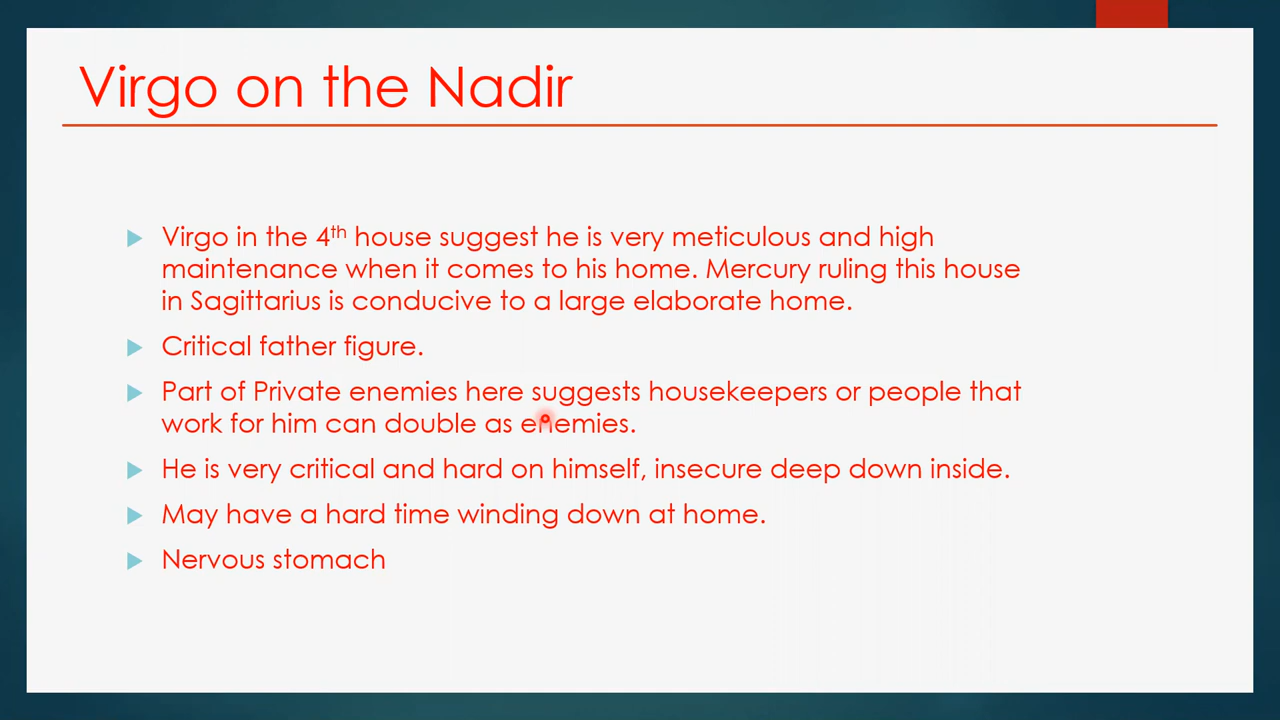 Virgo on the Nadir
Virgo in the 4th house suggest he is very meticulous and high
maintenance when it comes to his home. Mercury ruling this house
in Sagittarius is conducive to a large elaborate home.
Critical father figure.
Part of Private enemies here suggests housekeepers or people that
work for him can double as enemies.
He is very critical and hard on himself, insecure deep down inside.
May have a hard time winding down at home.
Nervous stomach